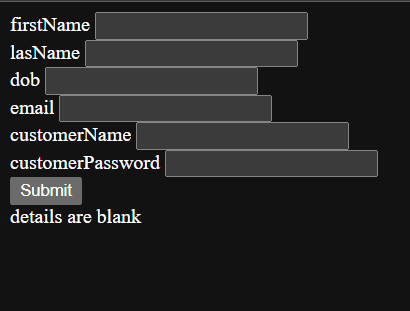 firstName
lasName
dob
email
customerName
customerPassword
Submit
details are blank